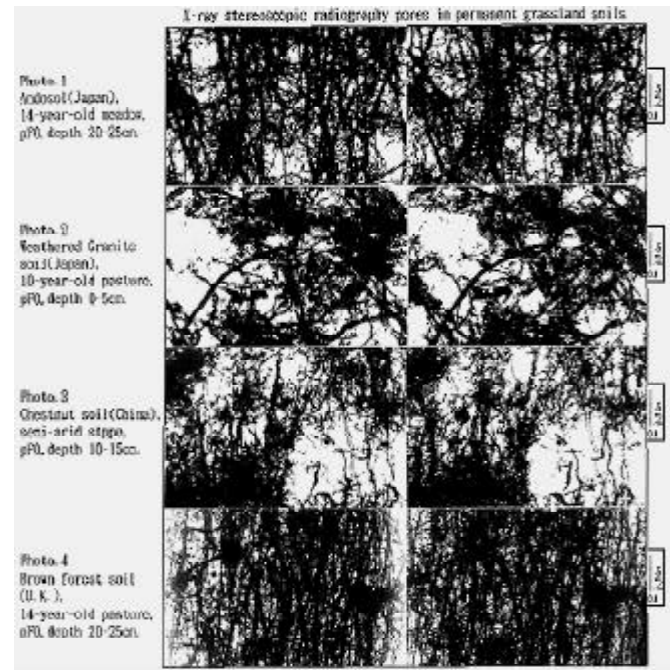 X-ray stereoscopic radiography pores in permanent grassland soils
Photo.1
Andosol(Japan),
14-year-old meadow,
pF0, depth 20-25cm.
Photo.2
Weathered Granite
soil(Japan),
10-year-old pasture,
pF0, depth 0-5cm.
Photo.3
Chestnut soil(China),
semi-arid
pF0, depth 10-15cm.
Photo.4
Brown forest soil
(U.K.),
14-year-old pasture,
pF0, depth 20-25cm.